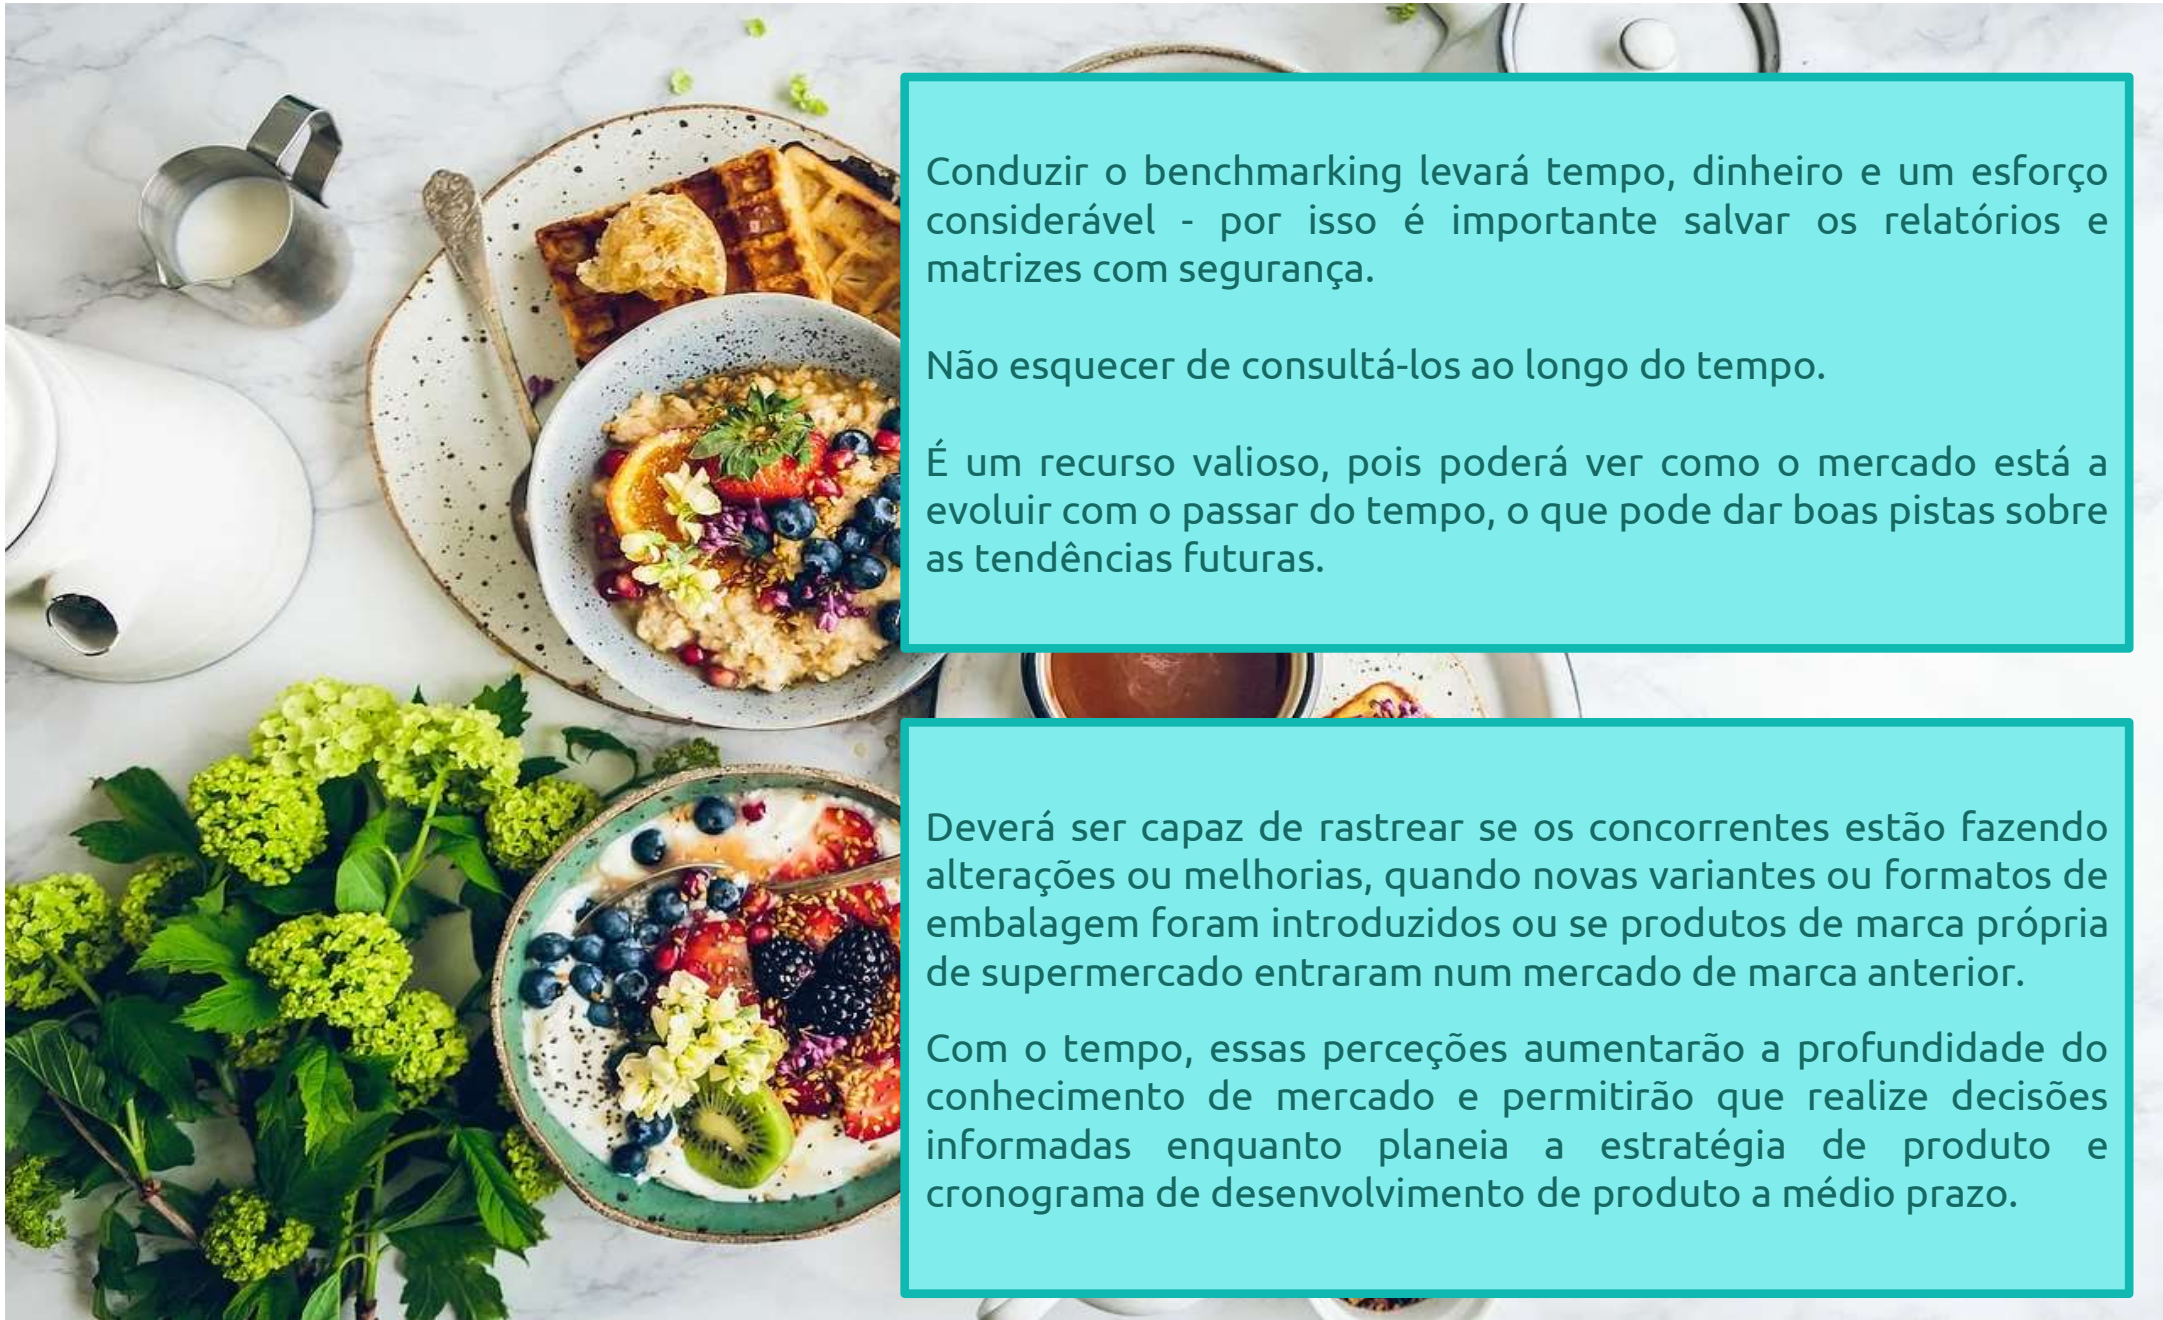 Conduzir o benchmarking levará tempo, dinheiro e um esforço
considerável - por isso é importante salvar os relatórios e
matrizes com segurança.
Não esquecer de consultá-los ao longo do tempo.
É um recurso valioso, pois poderá ver como o mercado está a
evoluir com o passar do tempo, o que pode dar boas pistas sobre
as tendências futuras.
Deverá ser capaz de rastrear se os concorrentes estão fazendo
alterações ou melhorias, quando novas variantes ou formatos de
embalagem foram introduzidos ou se produtos de marca própria
de supermercado entraram num mercado de marca anterior.
Com o tempo, essas perceções aumentarão a profundidade do
conhecimento de mercado e permitirão que realize decisões
informadas enquanto planeia a estratégia de produto e
cronograma de desenvolvimento de produto a médio prazo.